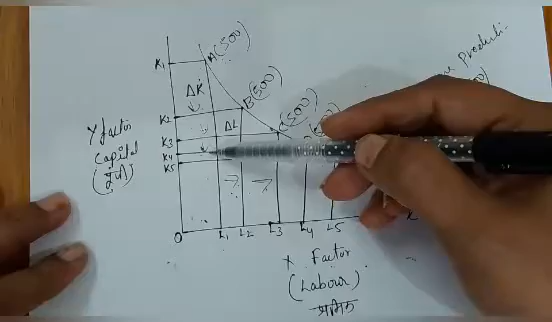 A(500)
K1
ΔK
B(500)
K2
ΔL
C(500)
K3
K4
K5
Y factor
Capital
O
L1
L2
L3
L4
L5
X Factor
(Labour)
श्रमिक